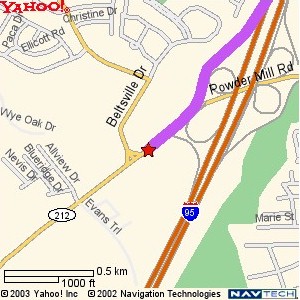 YAHOO!
Christine Dr
Paca Dr
Ellicott Rd
Beltsville Dr
Powder Mill Rd
Wye Oak Dr
Allview Dr
Blueridge Dr
Nevis Dr
Evans Trl
212
95
Marie St
0.5 km
1000 ft
©2003 Yahoo! Inc ©2002 Navigation Technologies NAVTECH